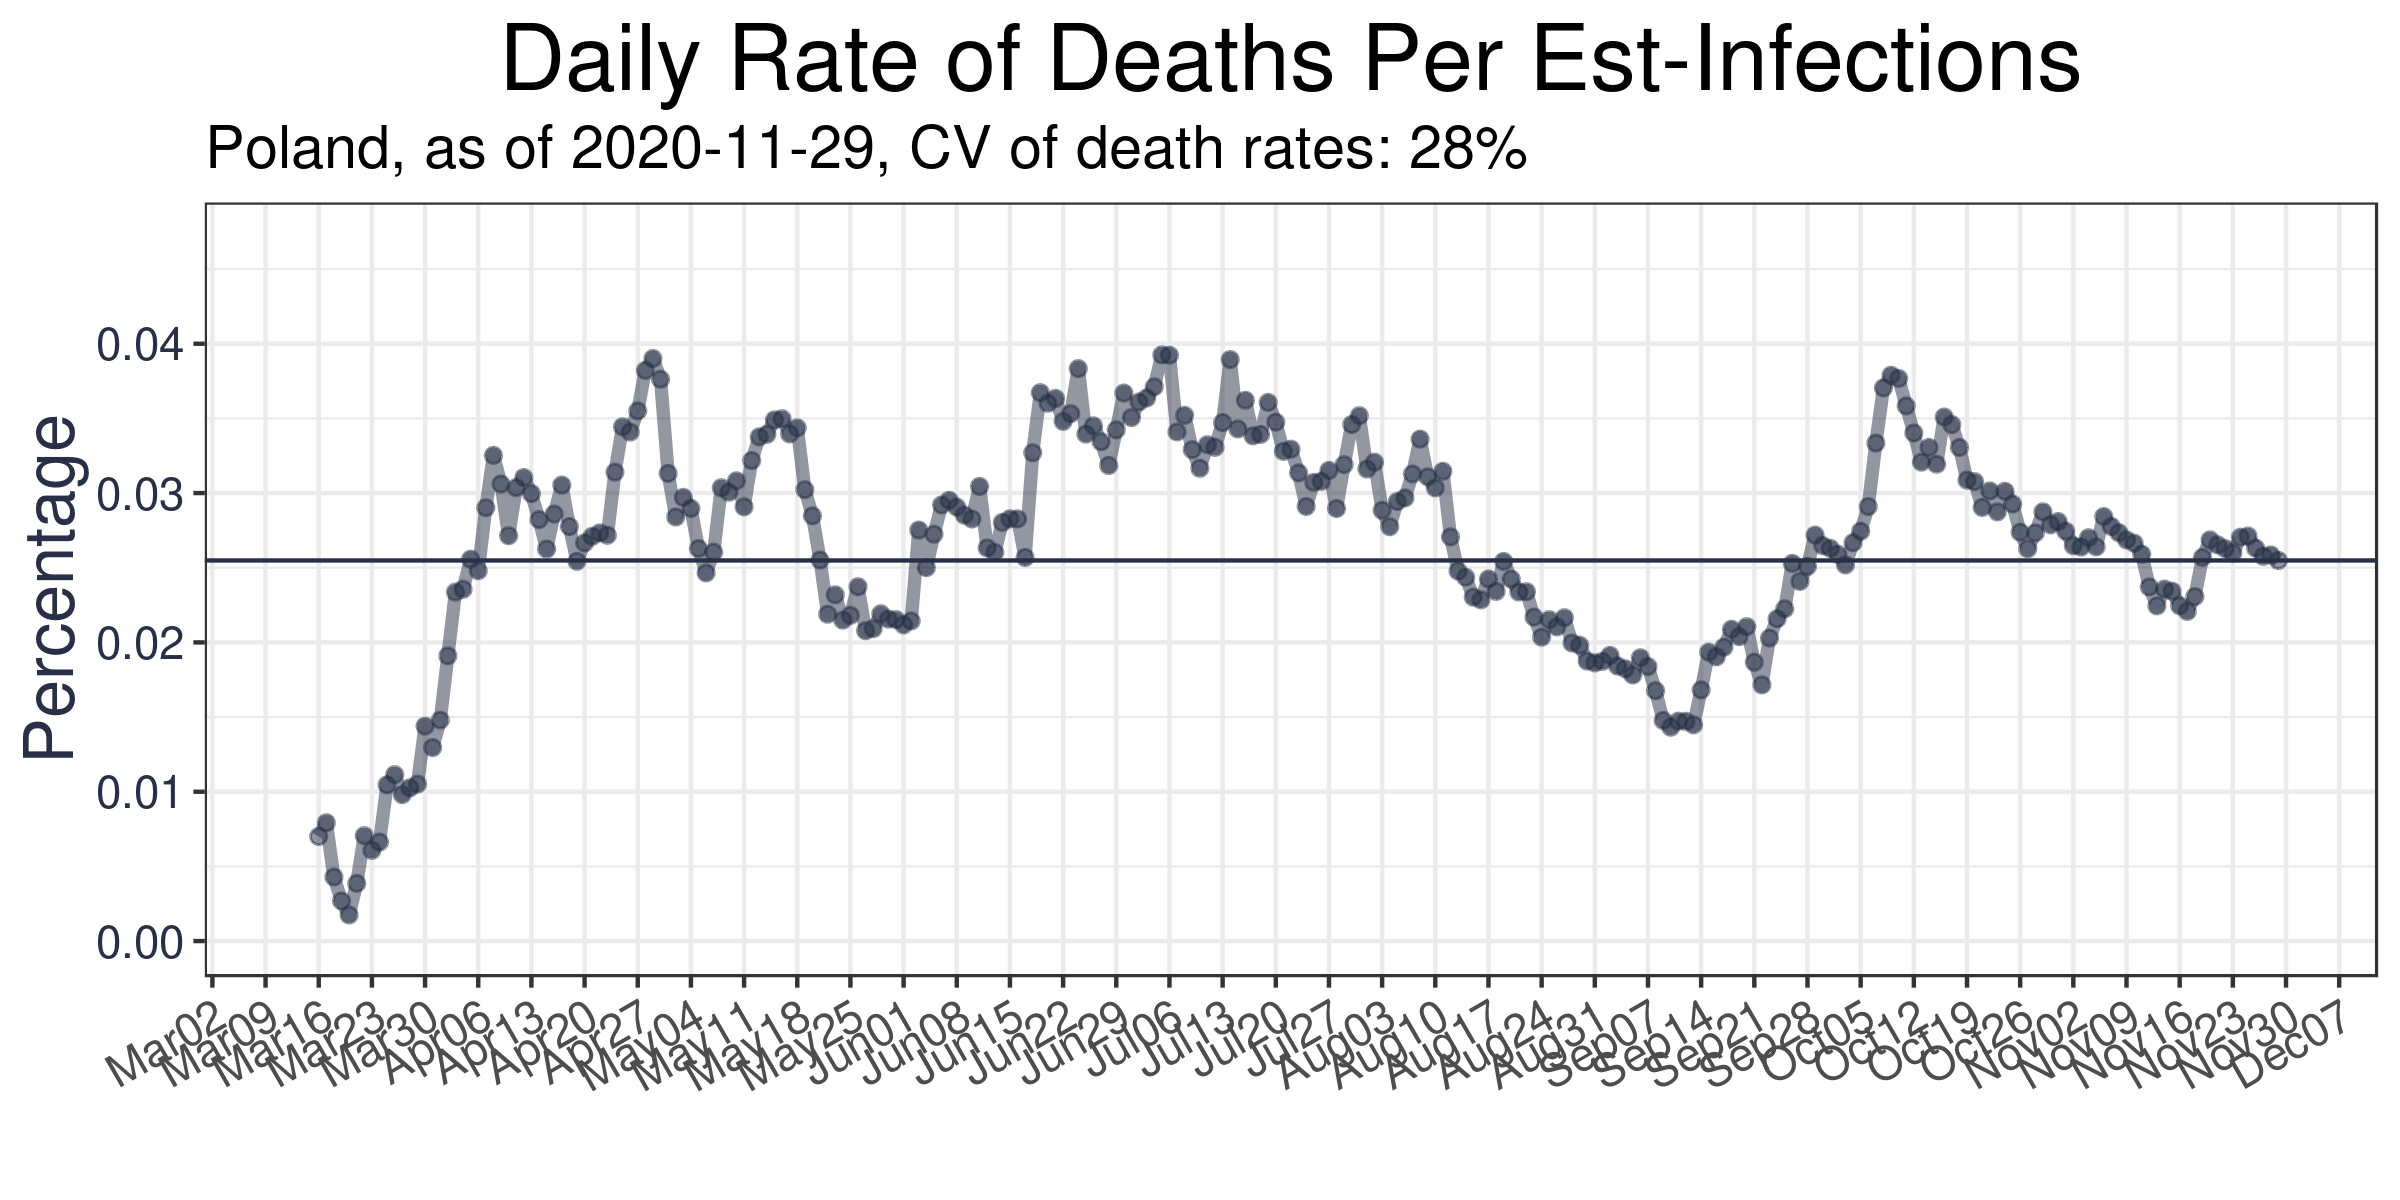 Daily Rate of Deaths Per Est-Infections
Poland, as of 2020-11-29, CV of death rates: 28%
Percentage
0.04
0.03
0.02
0.01
0.00
Mar02
Mar09
Mar16
Mar23
Mar30
Apr06
Apr13
Apr20
Apr27
May04
May11
May18
May25
Jun01
Jun08
Jun15
Jun22
Jun29
Jul06
Jul13
Jul20
Jul27
Aug03
Aug10
Aug17
Aug24
Aug31
Sep07
Sep14
Sep21
Sep28
Oct05
Oct12
Oct19
Oct26
Nov02
Nov09
Nov16
Nov23
Nov30
Dec07